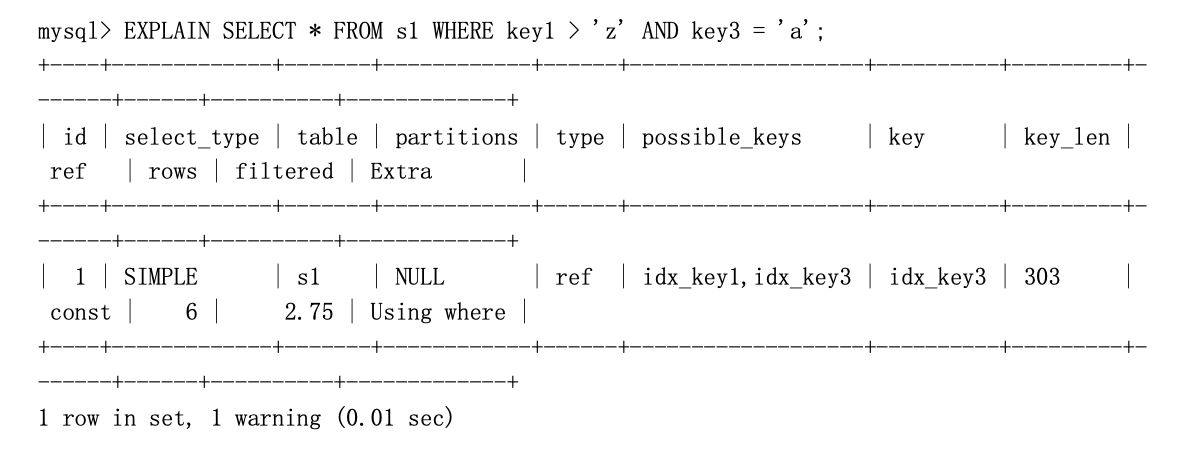 mysql> EXPLAIN SELECT * FROM s1 WHERE key1 > 'z' AND key3 = 'a';
+----+-------------+-------+------------+------+-------------------+----------+---------+-
------+------+----------+-------------+
| id | select_type | table | partitions | type | possible_keys     | key      | key_len |
 ref   | rows | filtered | Extra       |
+----+-------------+-------+------------+------+-------------------+----------+---------+-
------+------+----------+-------------+
|  1 | SIMPLE      | s1    | NULL       | ref  | idx_key1,idx_key3 | idx_key3 | 303     |
 const |    6 |     2.75 | Using where |
+----+-------------+-------+------------+------+-------------------+----------+---------+-
------+------+----------+-------------+
1 row in set, 1 warning (0.01 sec)